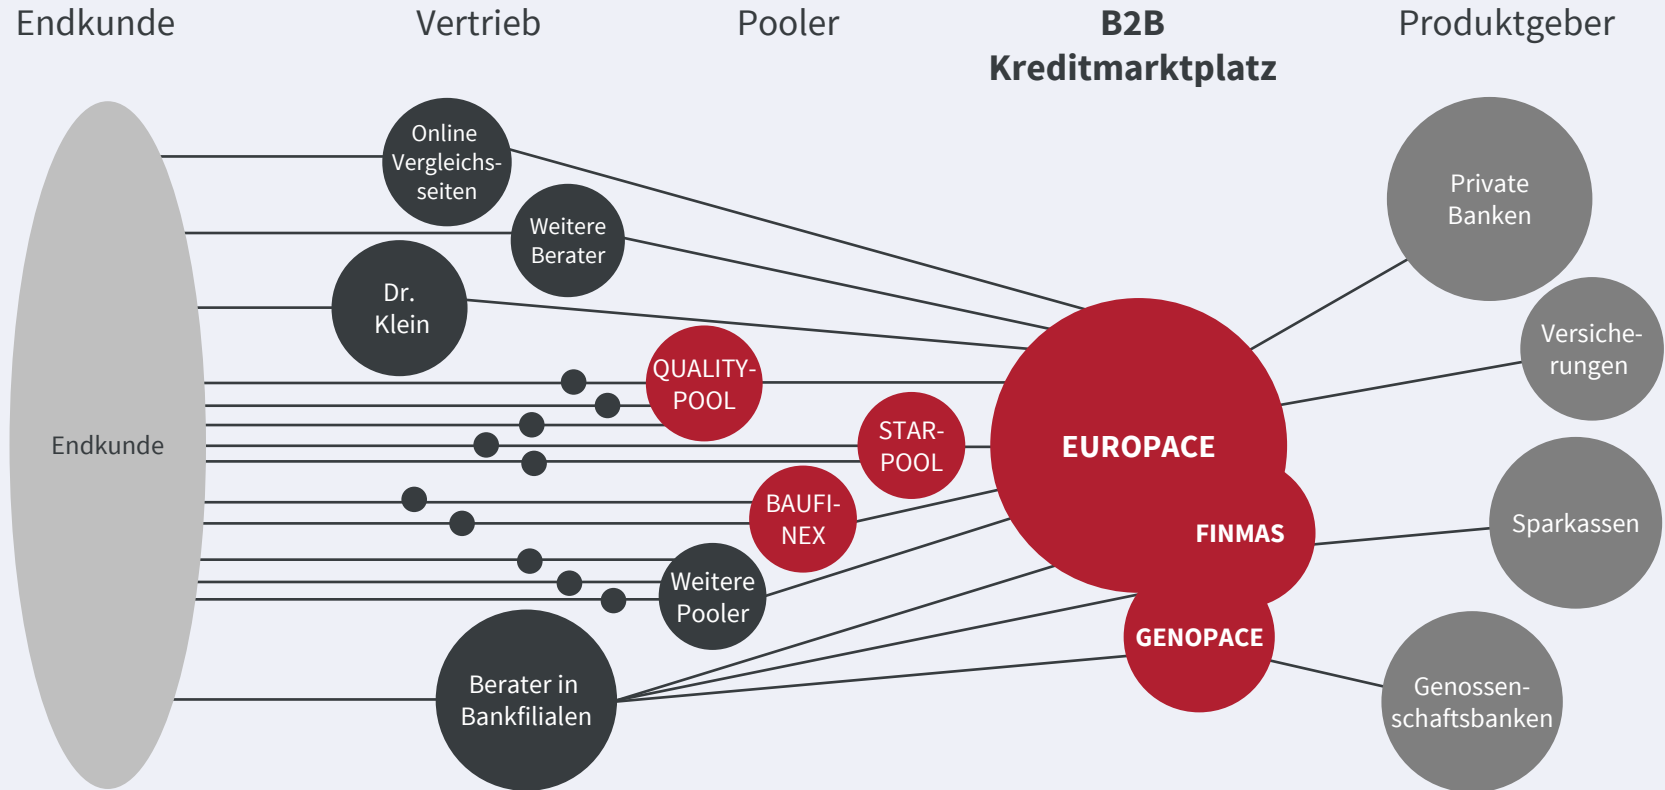 Endkunde
Vertrieb
Pooler
B2B
Kreditmarktplatz
Produktgeber
Online
Vergleichs-
seiten
Weitere
Berater
Dr.
Klein
QUALITY-
POOL
STAR-
POOL
BAUFI-
NEX
Weitere
Pooler
Berater in
Bankfilialen
Endkunde
EUROPACE
FINMAS
GENOPACE
Private
Banken
Versiche-
rungen
Sparkassen
Genossen-
schaftsbanken